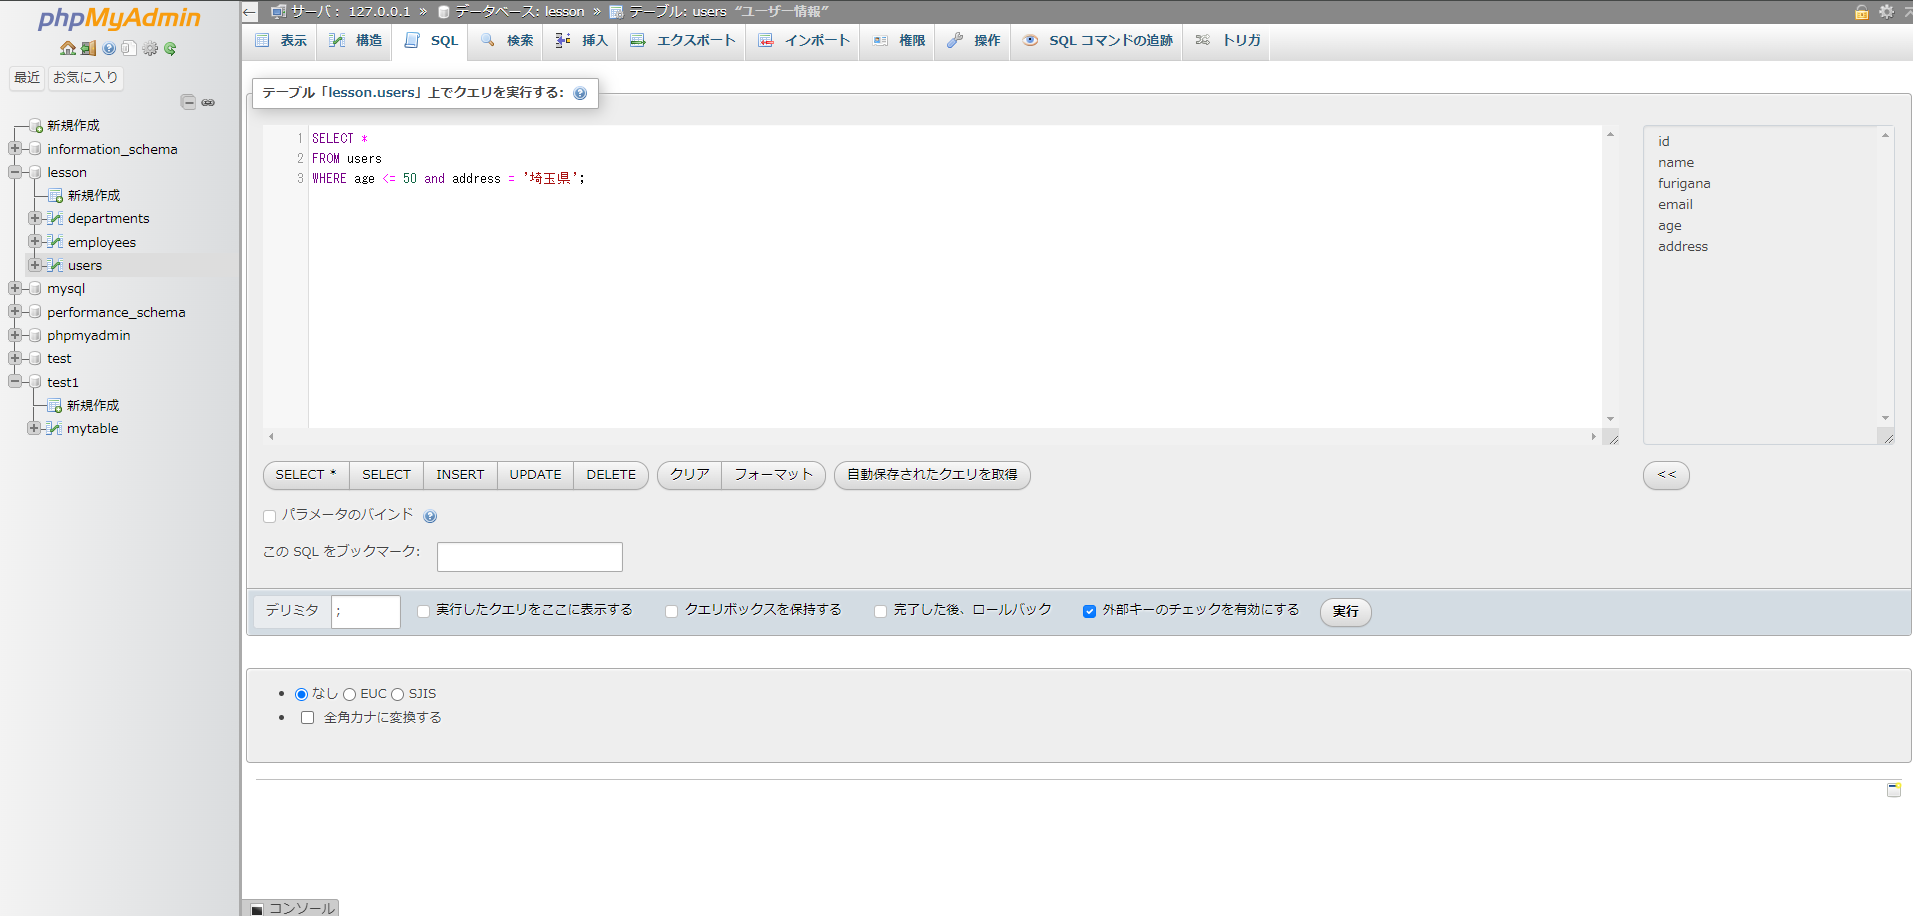 phpMyAdmin
最近
お気に入り
新規作成
information_schema
lesson
新規作成
departments
employees
users
mysql
performance_schema
phpmyadmin
test
test1
新規作成
mytable
サーバ: 127.0.0.1 » データベース: lesson » テーブル: users “ユーザー情報”
表示 構造 SQL 検索 挿入 エクスポート インポート 権限 操作 SQL コマンドの追跡 トリガ
テーブル「lesson.users」上でクエリを実行する:
1 SELECT *
2 FROM users
3 WHERE age <= 50 and address = '埼玉県';
id
name
furigana
email
age
address
SELECT * SELECT INSERT UPDATE DELETE クリア フォーマット 自動保存されたクエリを取得 <<
パラメータのバインド
この SQL をブックマーク:
デリミタ ; 実行したクエリをここに表示する クエリボックスを保持する 完了した後、ロールバック 外部キーのチェックを有効にする 実行
なし EUC SJIS
全角カナに変換する
コンソール